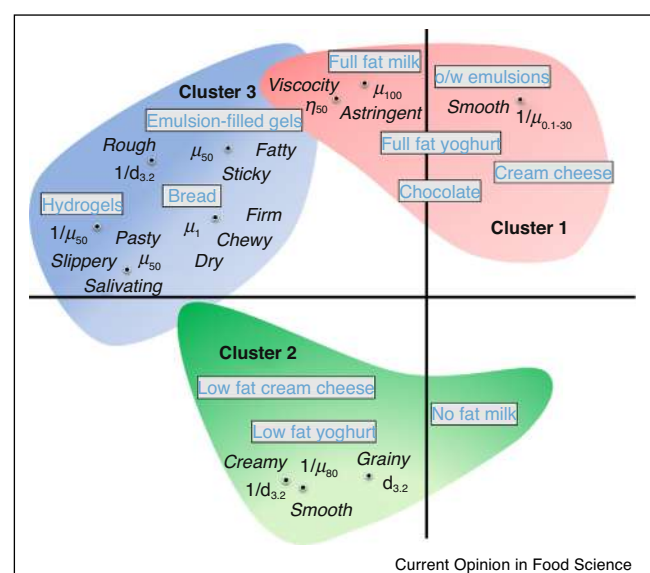 Full fat milk
Viscocity
μ100
η50
Astringent
o/w emulsions
Smooth
1/μ0.1-30
Full fat yoghurt
Cream cheese
Chocolate
Cluster 1
Cluster 3
Emulsion-filled gels
Rough
μ50
Fatty
1/d3.2
Sticky
Bread
Hydrogels
Firm
1/μ50
μ1
Pasty
Chewy
Slippery
μ50
Dry
Salivating
Cluster 2
Low fat cream cheese
No fat milk
Low fat yoghurt
Creamy
1/μ80
Grainy
1/d3.2
d3.2
Smooth
Current Opinion in Food Science